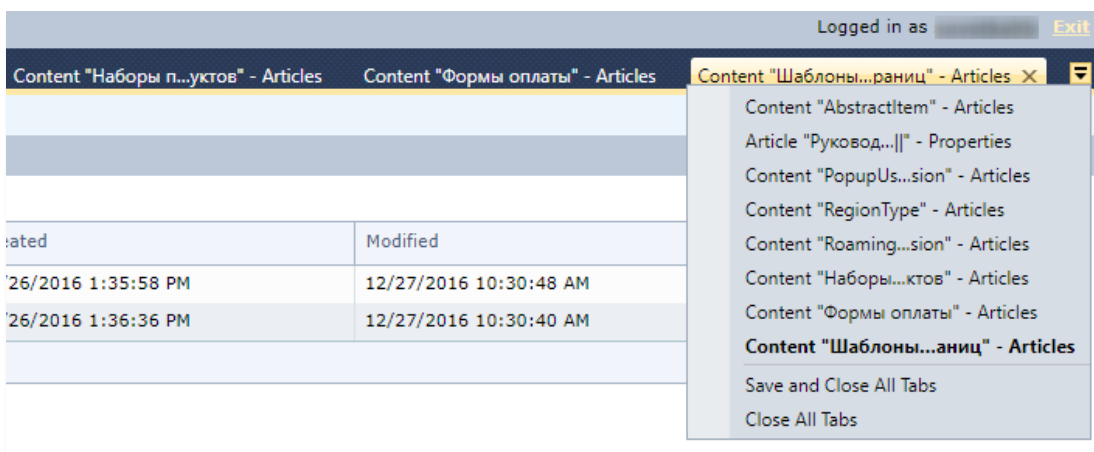 Logged in as Exit
Content "Наборы п...уктов" - Articles Content "Формы оплаты" - Articles Content "Шаблоны...раниц" - Articles
Content "AbstractItem" - Articles
Article "Руковод...||" - Properties
Content "PopupUs...sion" - Articles
Content "RegionType" - Articles
eated Modified Content "Roaming...sion" - Articles
/26/2016 1:35:58 PM 12/27/2016 10:30:48 AM Content "Наборы...ктов" - Articles
/26/2016 1:36:36 PM 12/27/2016 10:30:40 AM Content "Формы оплаты" - Articles
Content "Шаблоны...аниц" - Articles
Save and Close All Tabs
Close All Tabs